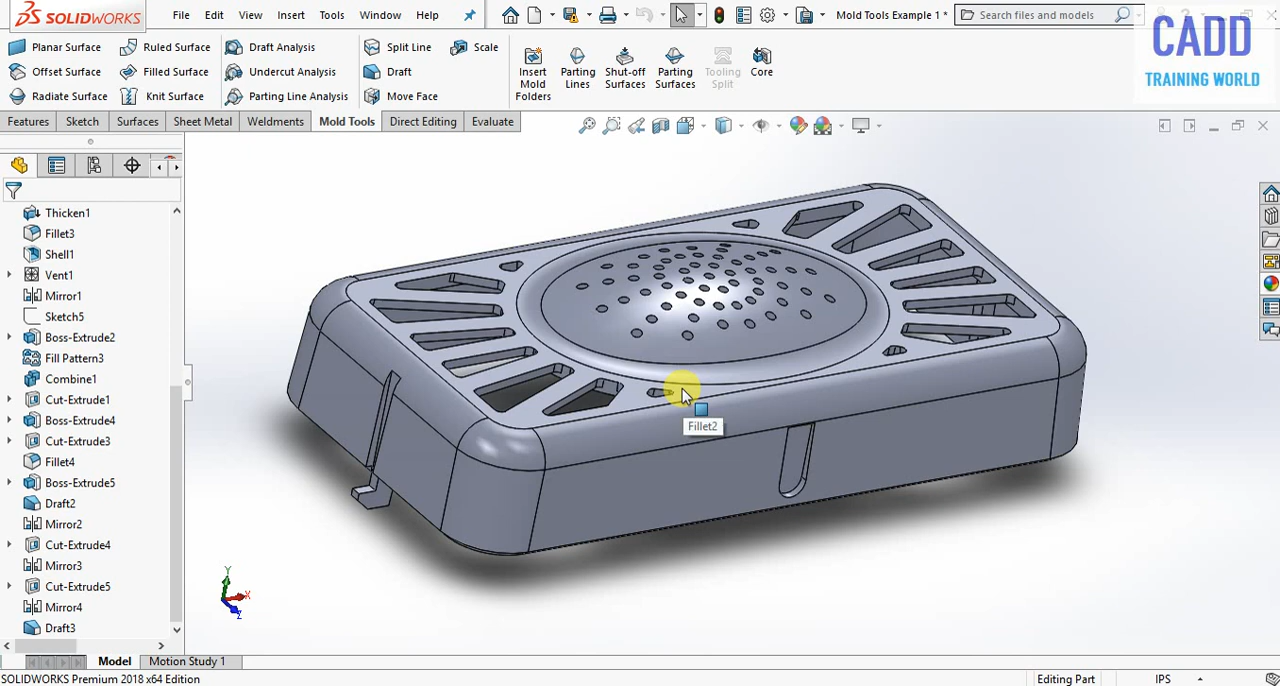 SOLIDWORKS File Edit View Insert Tools Window Help Mold Tools Example 1 * Search files and models
CADD
TRAINING WORLD
Planar Surface Ruled Surface Draft Analysis Split Line Scale
Offset Surface Filled Surface Undercut Analysis Draft
Radiate Surface Knit Surface Parting Line Analysis Move Face
Insert Mold Folders
Parting Lines
Shut-off Surfaces
Parting Surfaces
Tooling Split
Core
Features Sketch Surfaces Sheet Metal Weldments Mold Tools Direct Editing Evaluate
Thicken1
Fillet3
Shell1
Vent1
Mirror1
Sketch5
Boss-Extrude2
Fill Pattern3
Combine1
Cut-Extrude1
Boss-Extrude4
Cut-Extrude3
Fillet4
Boss-Extrude5
Draft2
Mirror2
Cut-Extrude4
Mirror3
Cut-Extrude5
Mirror4
Draft3
Fillet2
Y
X
Z
Model Motion Study 1
SOLIDWORKS Premium 2018 x64 Edition Editing Part IPS